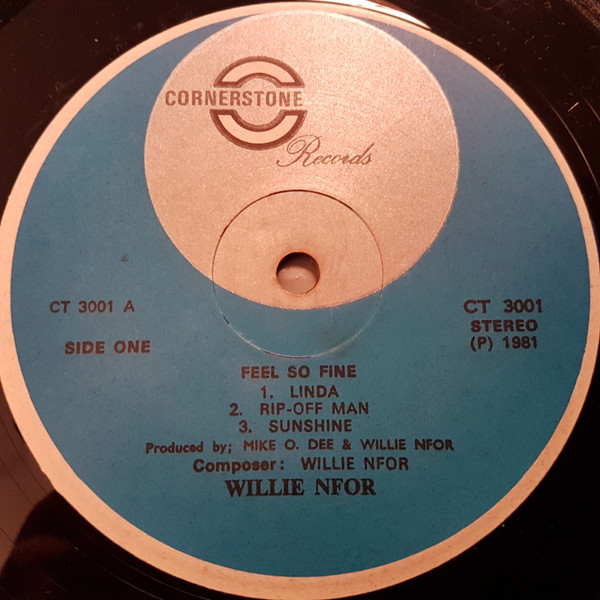 CORNERSTONE
Records
CT 3001 A
CT 3001
STEREO
SIDE ONE
(P) 1981
FEEL SO FINE
1. LINDA
2. RIP-OFF MAN
3. SUNSHINE
Produced by; MIKE O. DEE & WILLIE NFOR
Composer: WILLIE NFOR
WILLIE NFOR